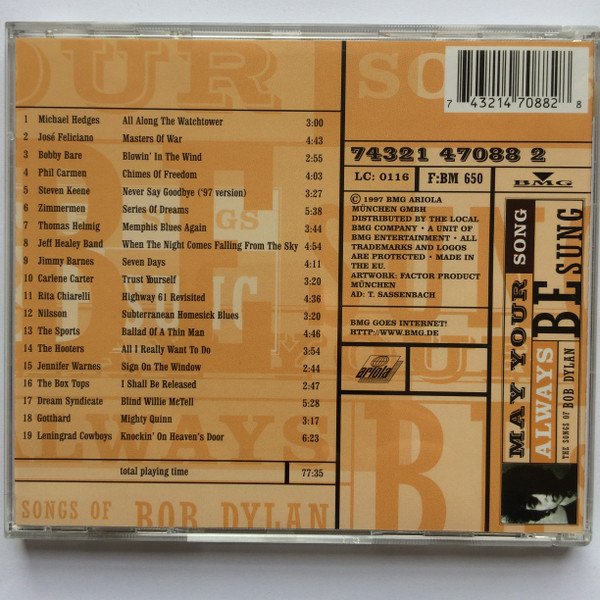 OUR SO
1 Michael Hedges All Along The Watchtower 3:00
2 José Feliciano Masters Of War 4:43
3 Bobby Bare Blowin' In The Wind 2:55
4 Phil Carmen Chimes Of Freedom 4:03
5 Steven Keene Never Say Goodbye ('97 version) 3:27
6 Zimmermen Series Of Dreams 5:38
7 Thomas Helmig Memphis Blues Again 3:58
8 Jeff Healey Band When The Night Comes Falling From The Sky 4:54
9 Jimmy Barnes Seven Days 4:11
10 Carlene Carter Trust Yourself 3:20
11 Rita Chiarelli Highway 61 Revisited 3:26
12 Nilsson Subterranean Homesick Blues 3:20
13 The Sports Ballad Of A Thin Man 4:46
14 The Hooters All I Really Want To Do 3:54
15 Jennifer Warnes Sign On The Window 2:44
16 The Box Tops I Shall Be Released 3:47
17 Dream Syndicate Blind Willie McTell 5:28
18 Gotthard Mighty Quinn 3:17
19 Leningrad Cowboys Knockin' On Heaven's Door 6:23
total playing time 77:35
ALWAYS B
SONGS OF BOB DYLAN
7 43214 70882 8
74321 47088 2
LC: 0116 F:BM 650
BMG
© 1997 BMG ARIOLA
MÜNCHEN GMBH
DISTRIBUTED BY THE LOCAL
BMG COMPANY • A UNIT OF
BMG ENTERTAINMENT • ALL
TRADEMARKS AND LOGOS
ARE PROTECTED • MADE IN
THE EU.
ARTWORK: FACTOR PRODUCT
MÜNCHEN
AD: T. SASSENBACH
BMG GOES INTERNET!
HTTP://WWW.BMG.DE
ariola
MAY YOUR SONG
ALWAYS BE SUNG
THE SONGS OF BOB DYLAN